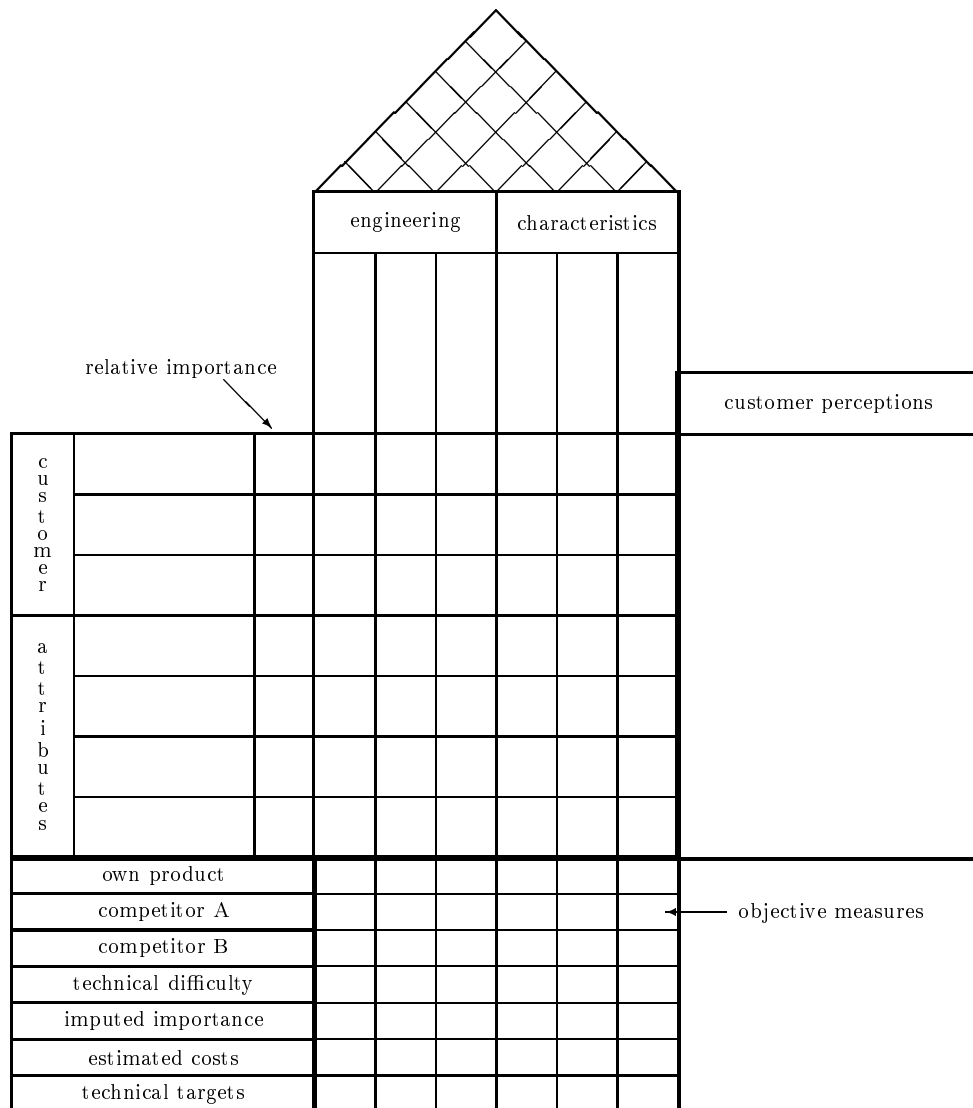 engineering
characteristics
relative importance
customer perceptions
customer
attributes
own product
competitor A
objective measures
competitor B
technical difficulty
imputed importance
estimated costs
technical targets